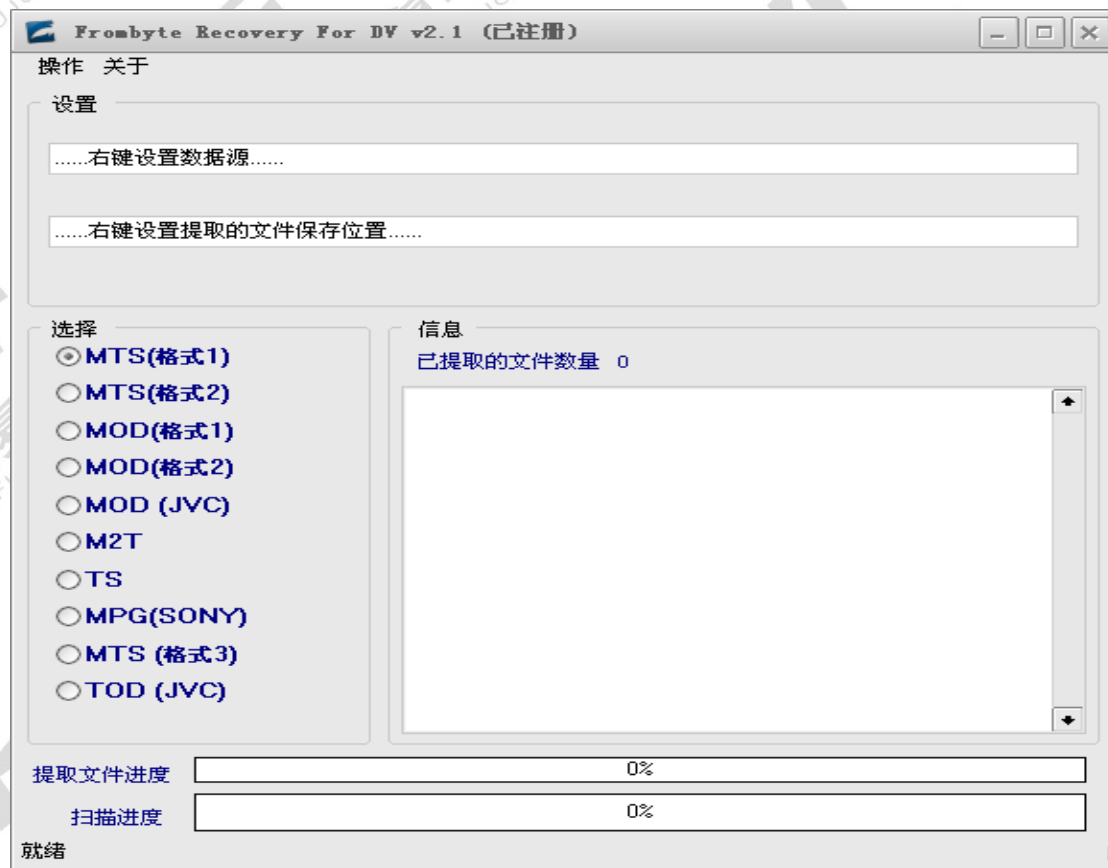 Frombyte Recovery For DV v2.1 (已注册)
操作 关于
设置
......右键设置数据源......
......右键设置提取的文件保存位置......
选择
MTS(格式1)
MTS(格式2)
MOD(格式1)
MOD(格式2)
MOD (JVC)
M2T
TS
MPG(SONY)
MTS (格式3)
TOD (JVC)
信息
已提取的文件数量 0
提取文件进度 0%
扫描进度 0%
就绪